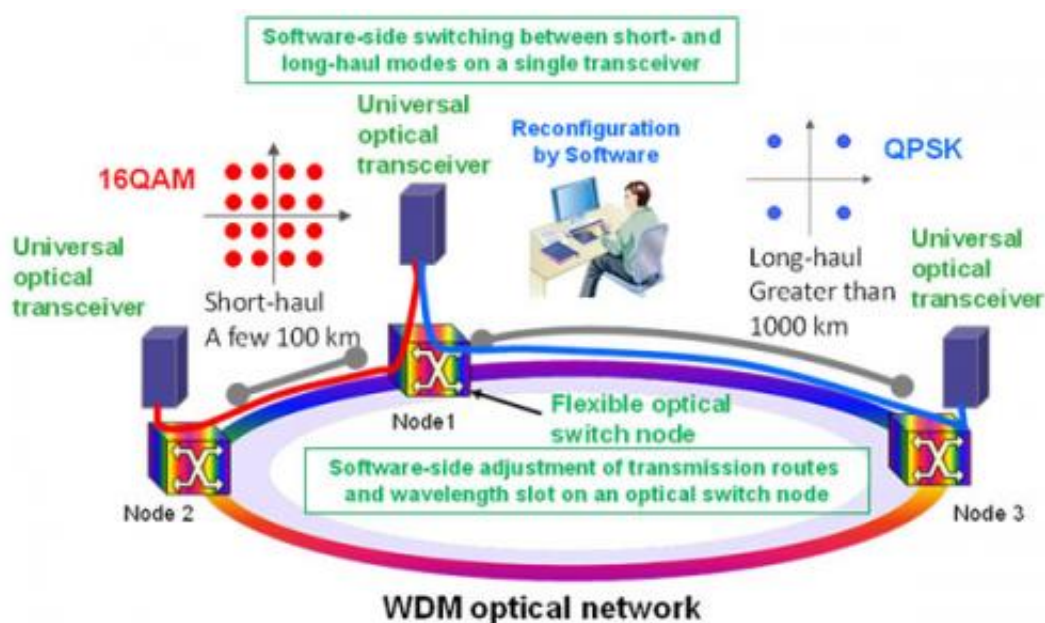 Software-side switching between short- and
long-haul modes on a single transceiver
Universal
optical
transceiver
Reconfiguration
by Software
QPSK
16QAM
Universal
optical
transceiver
Short-haul
A few 100 km
Long-haul
Greater than
1000 km
Universal
optical
transceiver
Node1
Flexible optical
switch node
Software-side adjustment of transmission routes
and wavelength slot on an optical switch node
Node 2
Node 3
WDM optical network